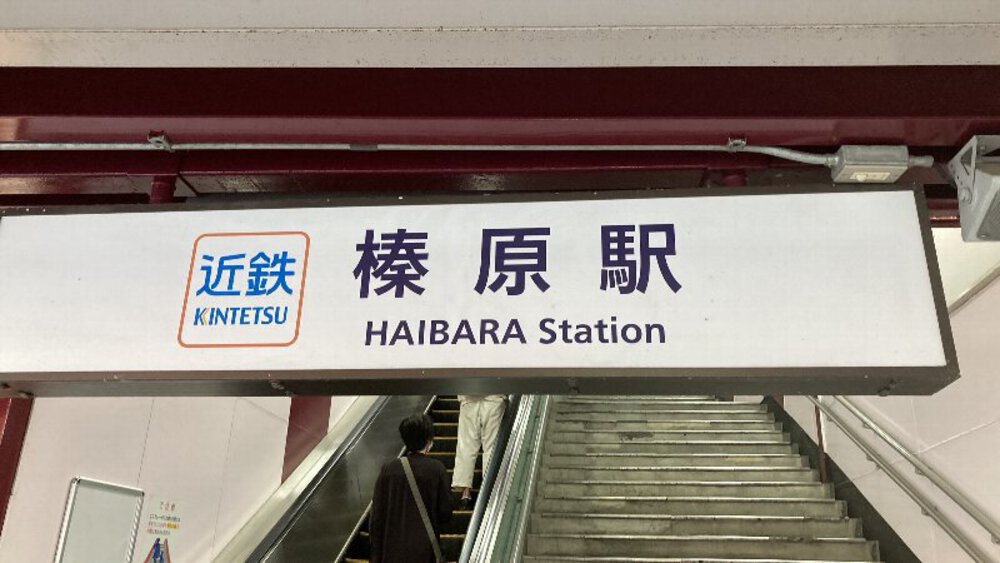 近鉄
KINTETSU
榛原駅
HAIBARA Station